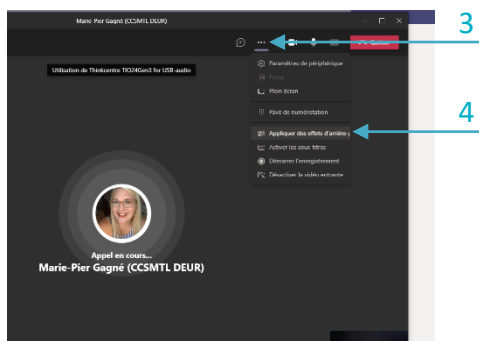 Marie-Pier Gagné (CCSMTL DEUR)
3
Quitter
Utilisation de Thinkcentre TIO24Gen3 for USB-audio
Paramètres de périphérique
Notes
Plein écran
Pavé de numérotation
4
Appliquer des effets d'arrière-
Activer les sous-titres
Démarrer l'enregistrement
Désactiver la vidéo entrante
Appel en cours...
Marie-Pier Gagné (CCSMTL DEUR)